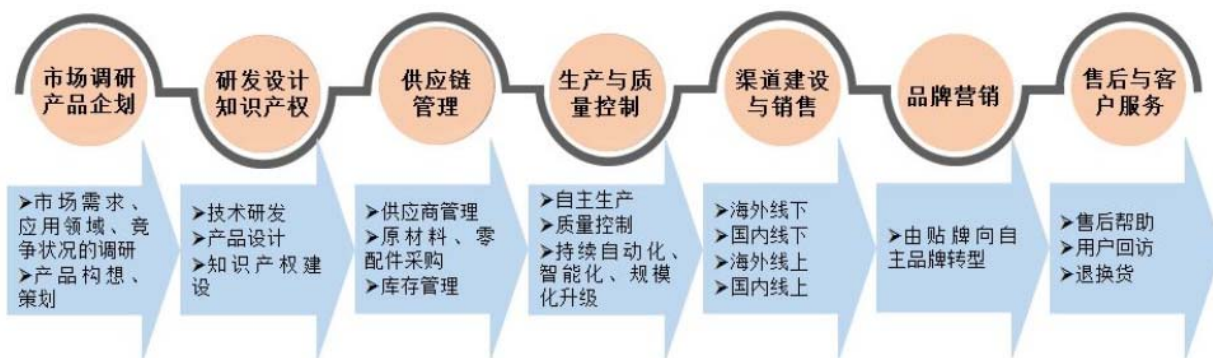 市场调研
产品企划
研发设计
知识产权
供应链
管理
生产与质
量控制
渠道建设
与销售
品牌营销
售后与客
户服务
➢市场需求、
应用领域、竞
争状况的调研
➢产品构想、
策划
➢技术研发
➢产品设计
➢知识产权建
设
➢供应商管理
➢原材料、零
配件采购
➢库存管理
➢自主生产
➢质量控制
➢持续自动化、
智能化、规模
化升级
➢海外线下
➢国内线下
➢海外线上
➢国内线上
➢由贴牌向自
主品牌转型
➢售后帮助
➢用户回访
➢退换货